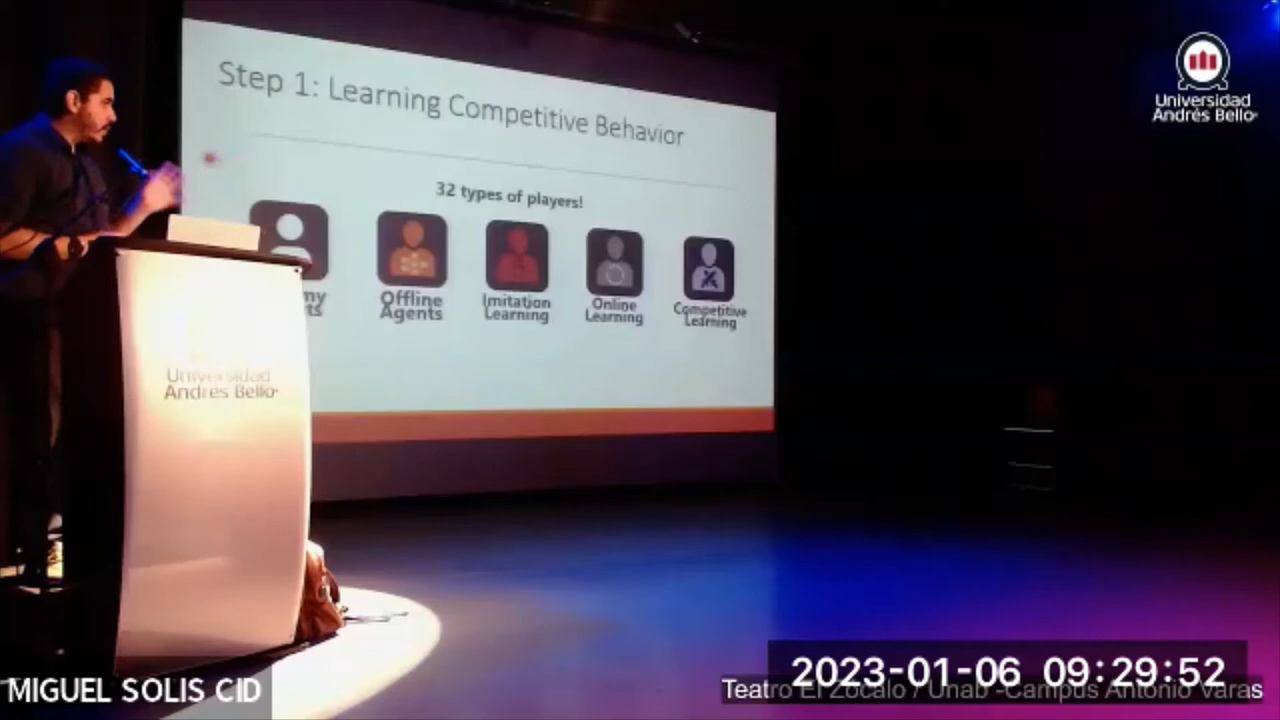 Step 1: Learning Competitive Behavior
32 types of players!
Offline
Agents
Imitation
Learning
Online
Learning
Competitive
Learning
Universidad
Andrés Bello
Universidad
Andrés Bello
MIGUEL SOLIS CID
2023-01-06 09:29:52
Teatro El Zócalo / Unab -Campus Antonio Varas